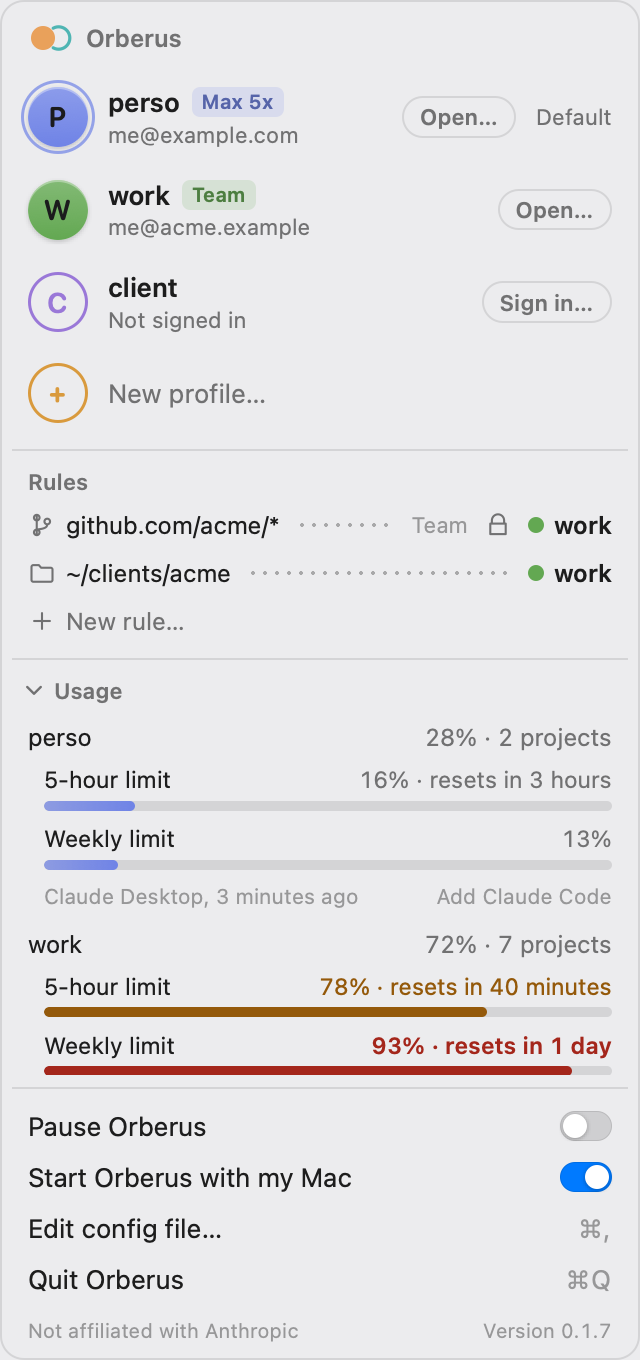 Orberus
P
perso Max 5x
me@example.com
Open... Default
W
work Team
me@acme.example
Open...
C
client
Not signed in
Sign in...
+
New profile...
Rules
github.com/acme/* Team work
~/clients/acme work
+ New rule...
Usage
perso 28% · 2 projects
5-hour limit 16% · resets in 3 hours
Weekly limit 13%
Claude Desktop, 3 minutes ago Add Claude Code
work 72% · 7 projects
5-hour limit 78% · resets in 40 minutes
Weekly limit 93% · resets in 1 day
Pause Orberus
Start Orberus with my Mac
Edit config file... ⌘,
Quit Orberus ⌘Q
Not affiliated with Anthropic Version 0.1.7